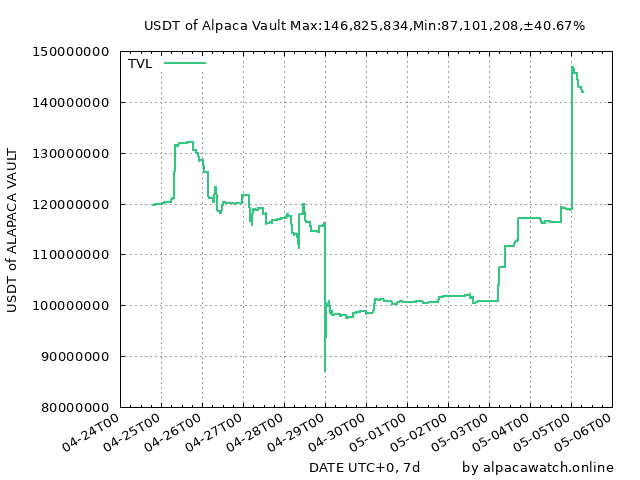 USDT of Alpaca Vault Max:146,825,834,Min:87,101,208,±40.67%
TVL
150000000
140000000
130000000
120000000
110000000
100000000
90000000
80000000
USDT of ALAPACA VAULT
04-24T00
04-25T00
04-26T00
04-27T00
04-28T00
04-29T00
04-30T00
05-01T00
05-02T00
05-03T00
05-04T00
05-05T00
05-06T00
DATE UTC+0, 7d
by alpacawatch.online